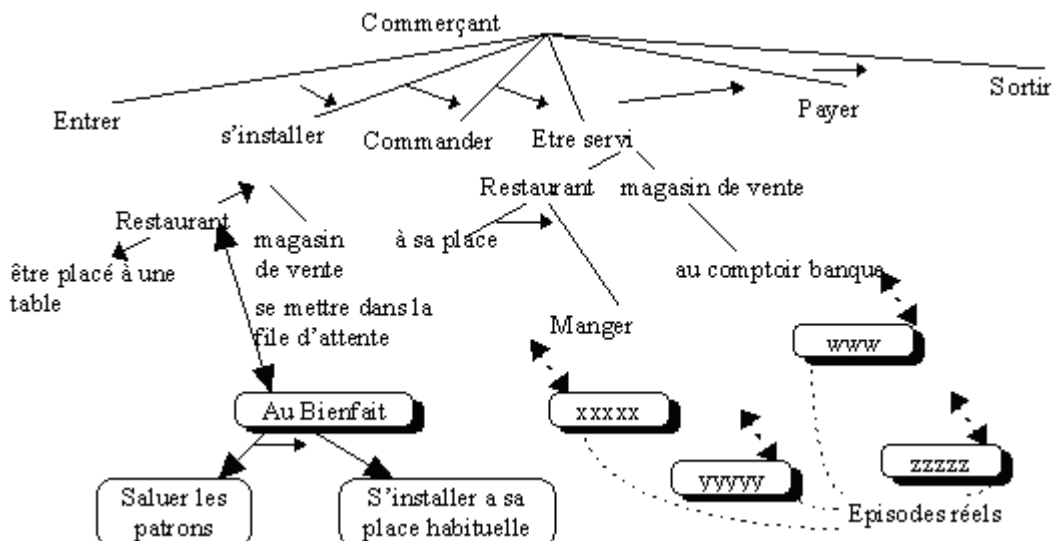 Commerçant
Entrer
s'installer
Commander
Etre servi
Payer
Sortir
Restaurant
magasin de vente
Restaurant
être placé à une
table
magasin
de vente
se mettre dans la
file d'attente
à sa place
Manger
au comptoir banque
www
Au Bienfait
xxxxx
yyyyy
zzzzz
Saluer les
patrons
S'installer a sa
place habituelle
Episodes réels